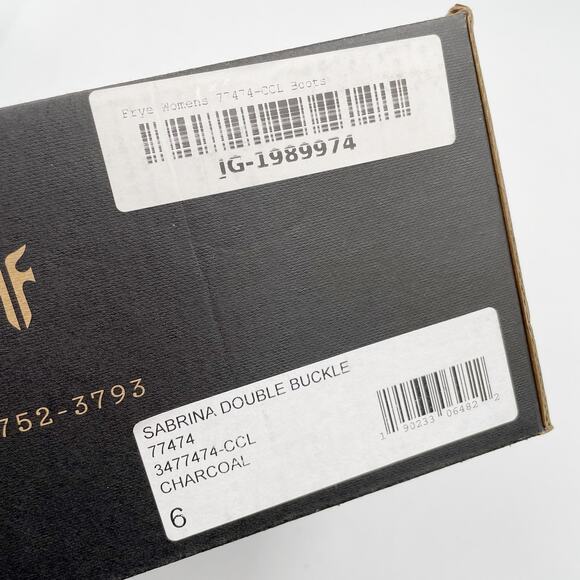 Frye Womens 77474-CCL Boots
IG-1989974
752-3793
SABRINA DOUBLE BUCKLE
77474
3477474-CCL
CHARCOAL
6
1 90233 06482 2